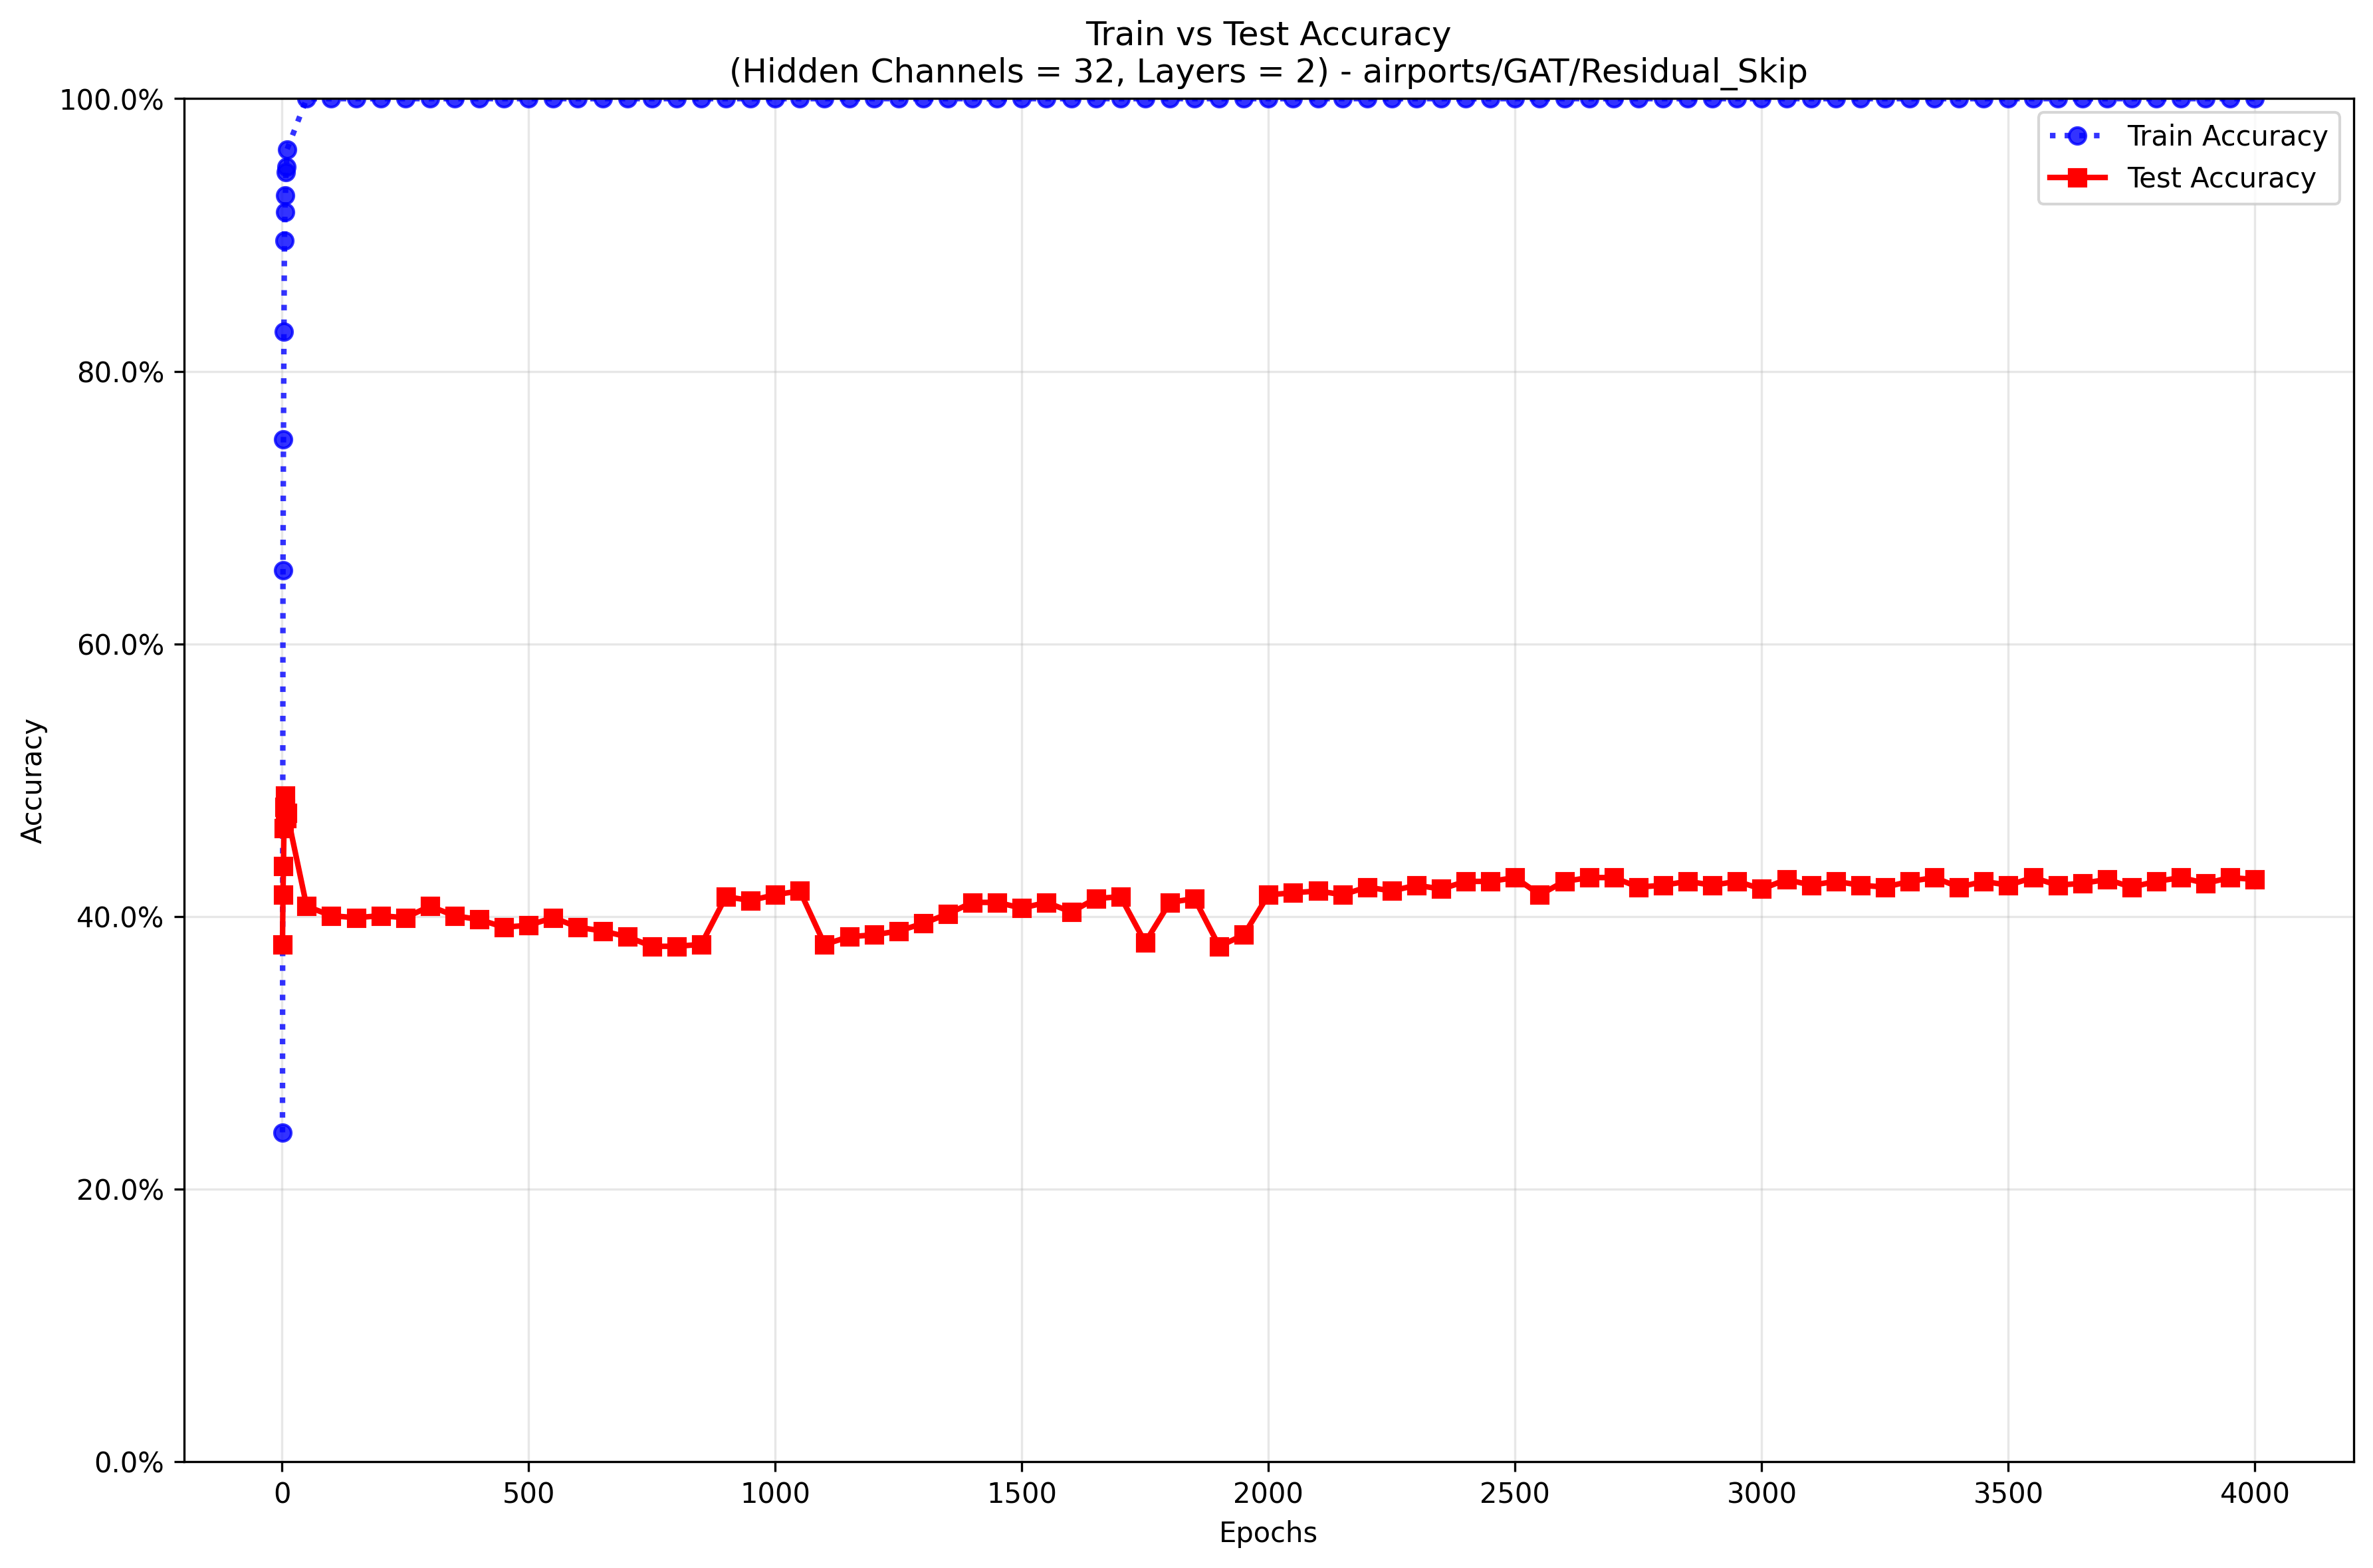 Train vs Test Accuracy
(Hidden Channels = 32, Layers = 2) - airports/GAT/Residual_Skip
100.0%
80.0%
60.0%
40.0%
20.0%
0.0%
Accuracy
Train Accuracy
Test Accuracy
0
500
1000
1500
2000
2500
3000
3500
4000
Epochs